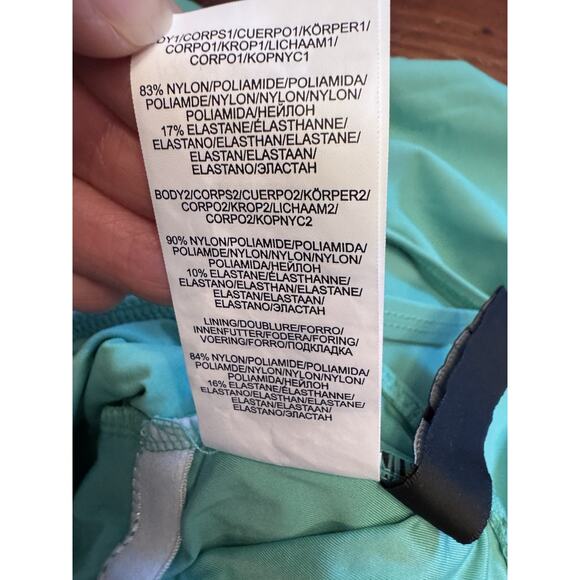 BODY1/CORPS1/CUERPO1/KÖRPER1/
CORPO1/KROP1/LICHAAM1/
CORPO1/KOPNYC1
83% NYLON/POLIAMIDE/POLIAMIDA/
POLIAMDE/NYLON/NYLON/NYLON/
POLIAMIDA/НЕЙЛОН
17% ELASTANE/ÉLASTHANNE/
ELASTANO/ELASTHAN/ELASTANE/
ELASTAN/ELASTAAN/
ELASTANO/ЭЛАСТАН
BODY2/CORPS2/CUERPO2/KÖRPER2/
CORPO2/KROP2/LICHAAM2/
CORPO2/KOPNYC2
90% NYLON/POLIAMIDE/POLIAMIDA/
POLIAMDE/NYLON/NYLON/NYLON/
POLIAMIDA/НЕЙЛОН
10% ELASTANE/ÉLASTHANNE/
ELASTANO/ELASTHAN/ELASTANE/
ELASTAN/ELASTAAN/
ELASTANO/ЭЛАСТАН
LINING/DOUBLURE/FORRO/
INNENFUTTER/FODERA/FORING/
VOERING/FORRO/ПОДКЛАДКА
84% NYLON/POLIAMIDE/POLIAMIDA/
POLIAMDE/NYLON/NYLON/NYLON/
POLIAMIDA/НЕЙЛОН
16% ELASTANE/ÉLASTHANNE/
ELASTANO/ELASTHAN/ELASTANE/
ELASTAN/ELASTAAN/
ELASTANO/ЭЛАСТАН